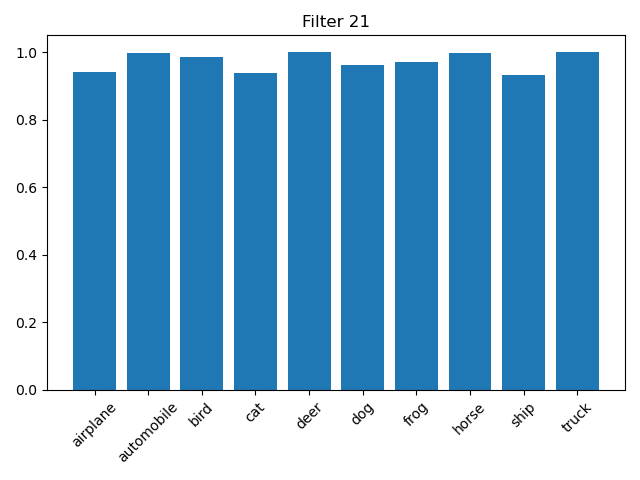 Filter 21
1.0
0.8
0.6
0.4
0.2
0.0
airplane
automobile
bird
cat
deer
dog
frog
horse
ship
truck